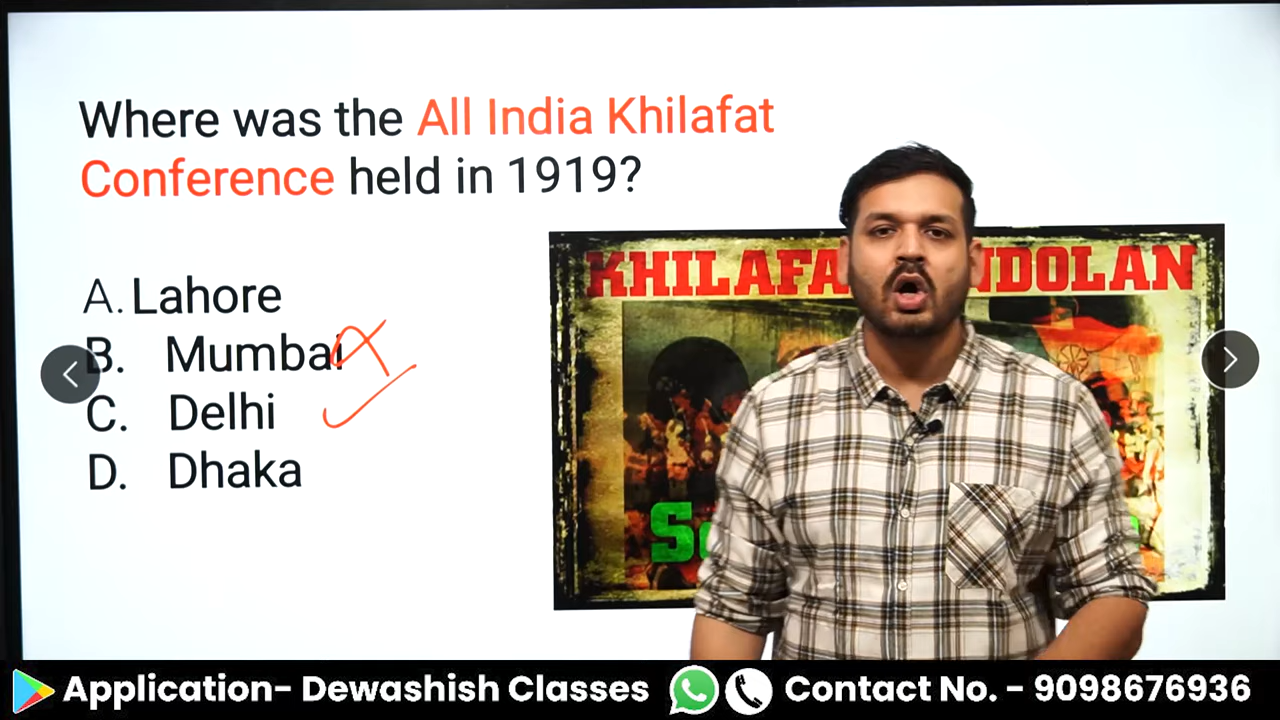 Where was the All India Khilafat
Conference held in 1919?
A. Lahore
B. Mumbai
C. Delhi
D. Dhaka
KHILAFA NDOLAN
Application- Dewashish Classes
Contact No. - 9098676936